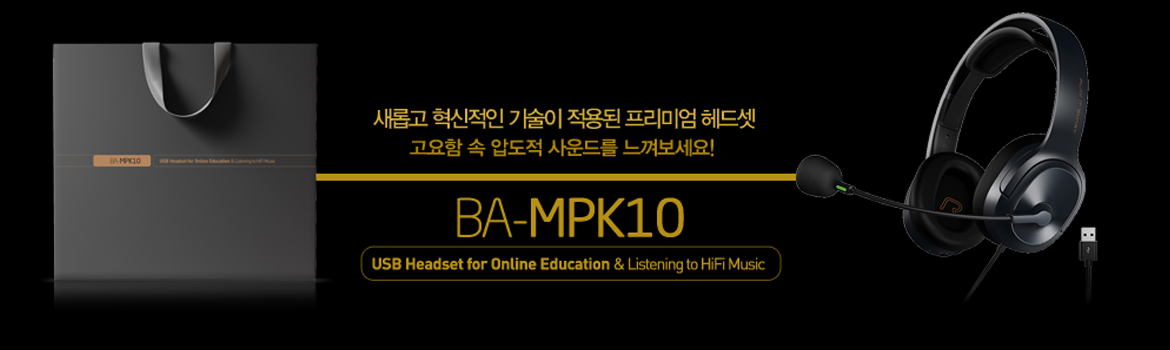 새롭고 혁신적인 기술이 적용된 프리미엄 헤드셋
고요함 속 압도적 사운드를 느껴보세요!
BA-MPK10
USB Headset for Online Education & Listening to HiFi Music
BA-MPK10 USB Headset for Online Education & Listening to HiFi Music